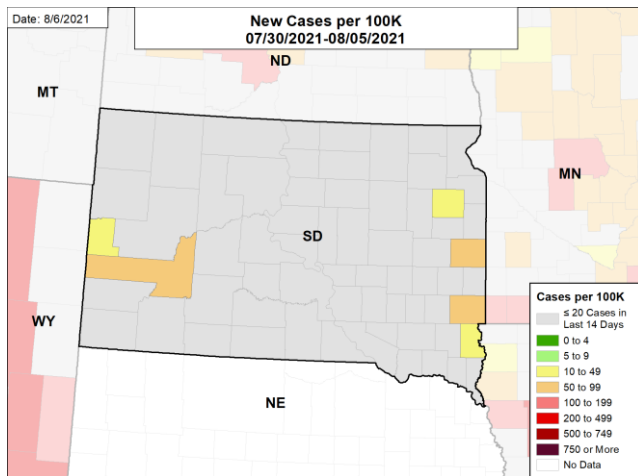 Date: 8/6/2021
New Cases per 100K
07/30/2021-08/05/2021
ND
MT
MN
SD
WY
NE
Cases per 100K
≤ 20 Cases in
Last 14 Days
0 to 4
5 to 9
10 to 49
50 to 99
100 to 199
200 to 499
500 to 749
750 or More
No Data